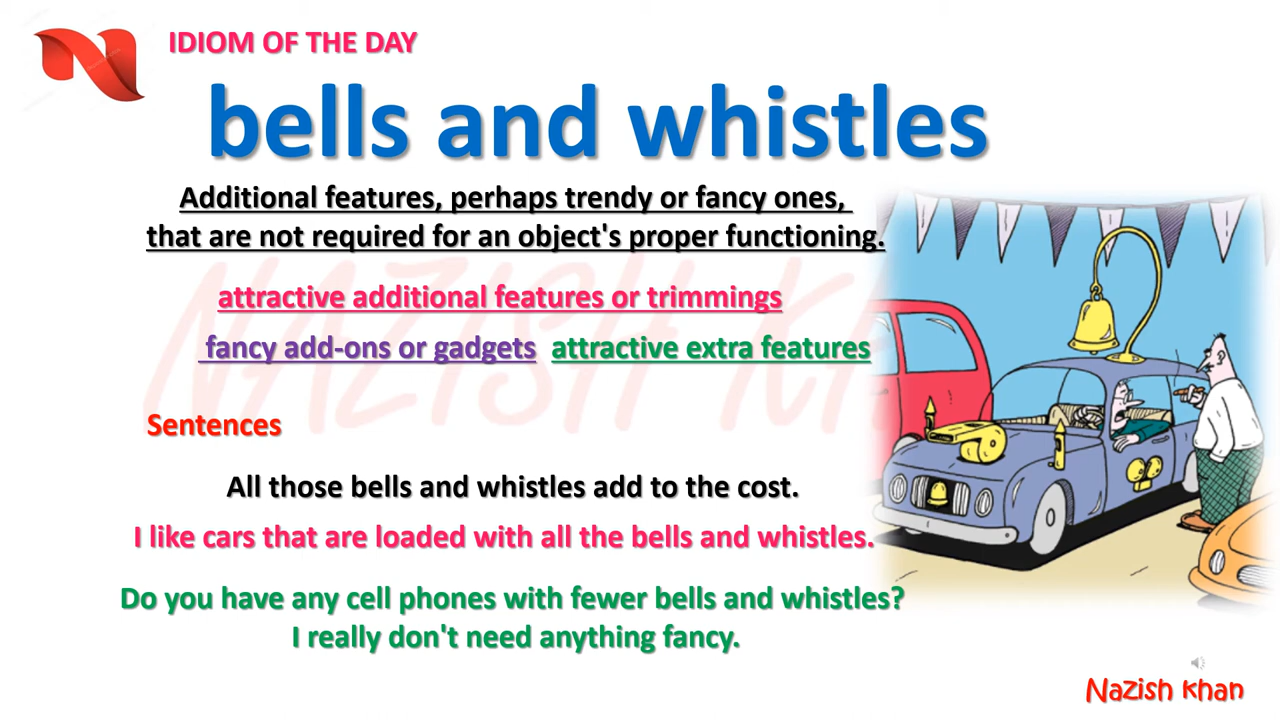 IDIOM OF THE DAY
bells and whistles
Additional features, perhaps trendy or fancy ones,
that are not required for an object's proper functioning.
attractive additional features or trimmings
fancy add-ons or gadgets attractive extra features
NAZISH KHAN
Sentences
All those bells and whistles add to the cost.
I like cars that are loaded with all the bells and whistles.
Do you have any cell phones with fewer bells and whistles?
I really don't need anything fancy.
Nazish khan